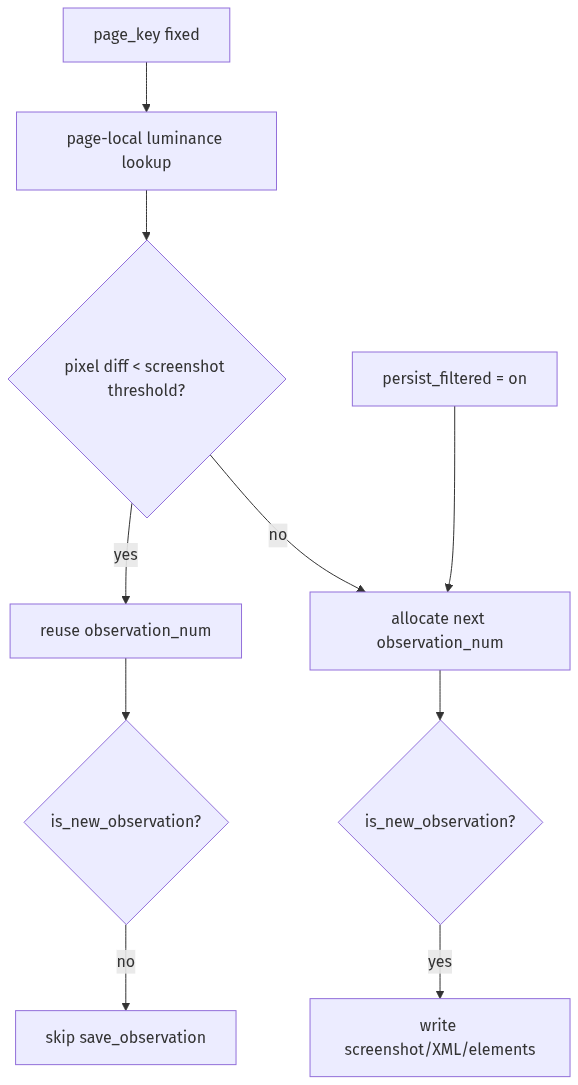 page_key fixed
page-local luminance
lookup
pixel diff < screenshot
threshold?
persist_filtered = on
no
yes
allocate next
observation_num
reuse observation_num
is_new_observation?
is_new_observation?
no
yes
skip save_observation
write
screenshot/XML/elements